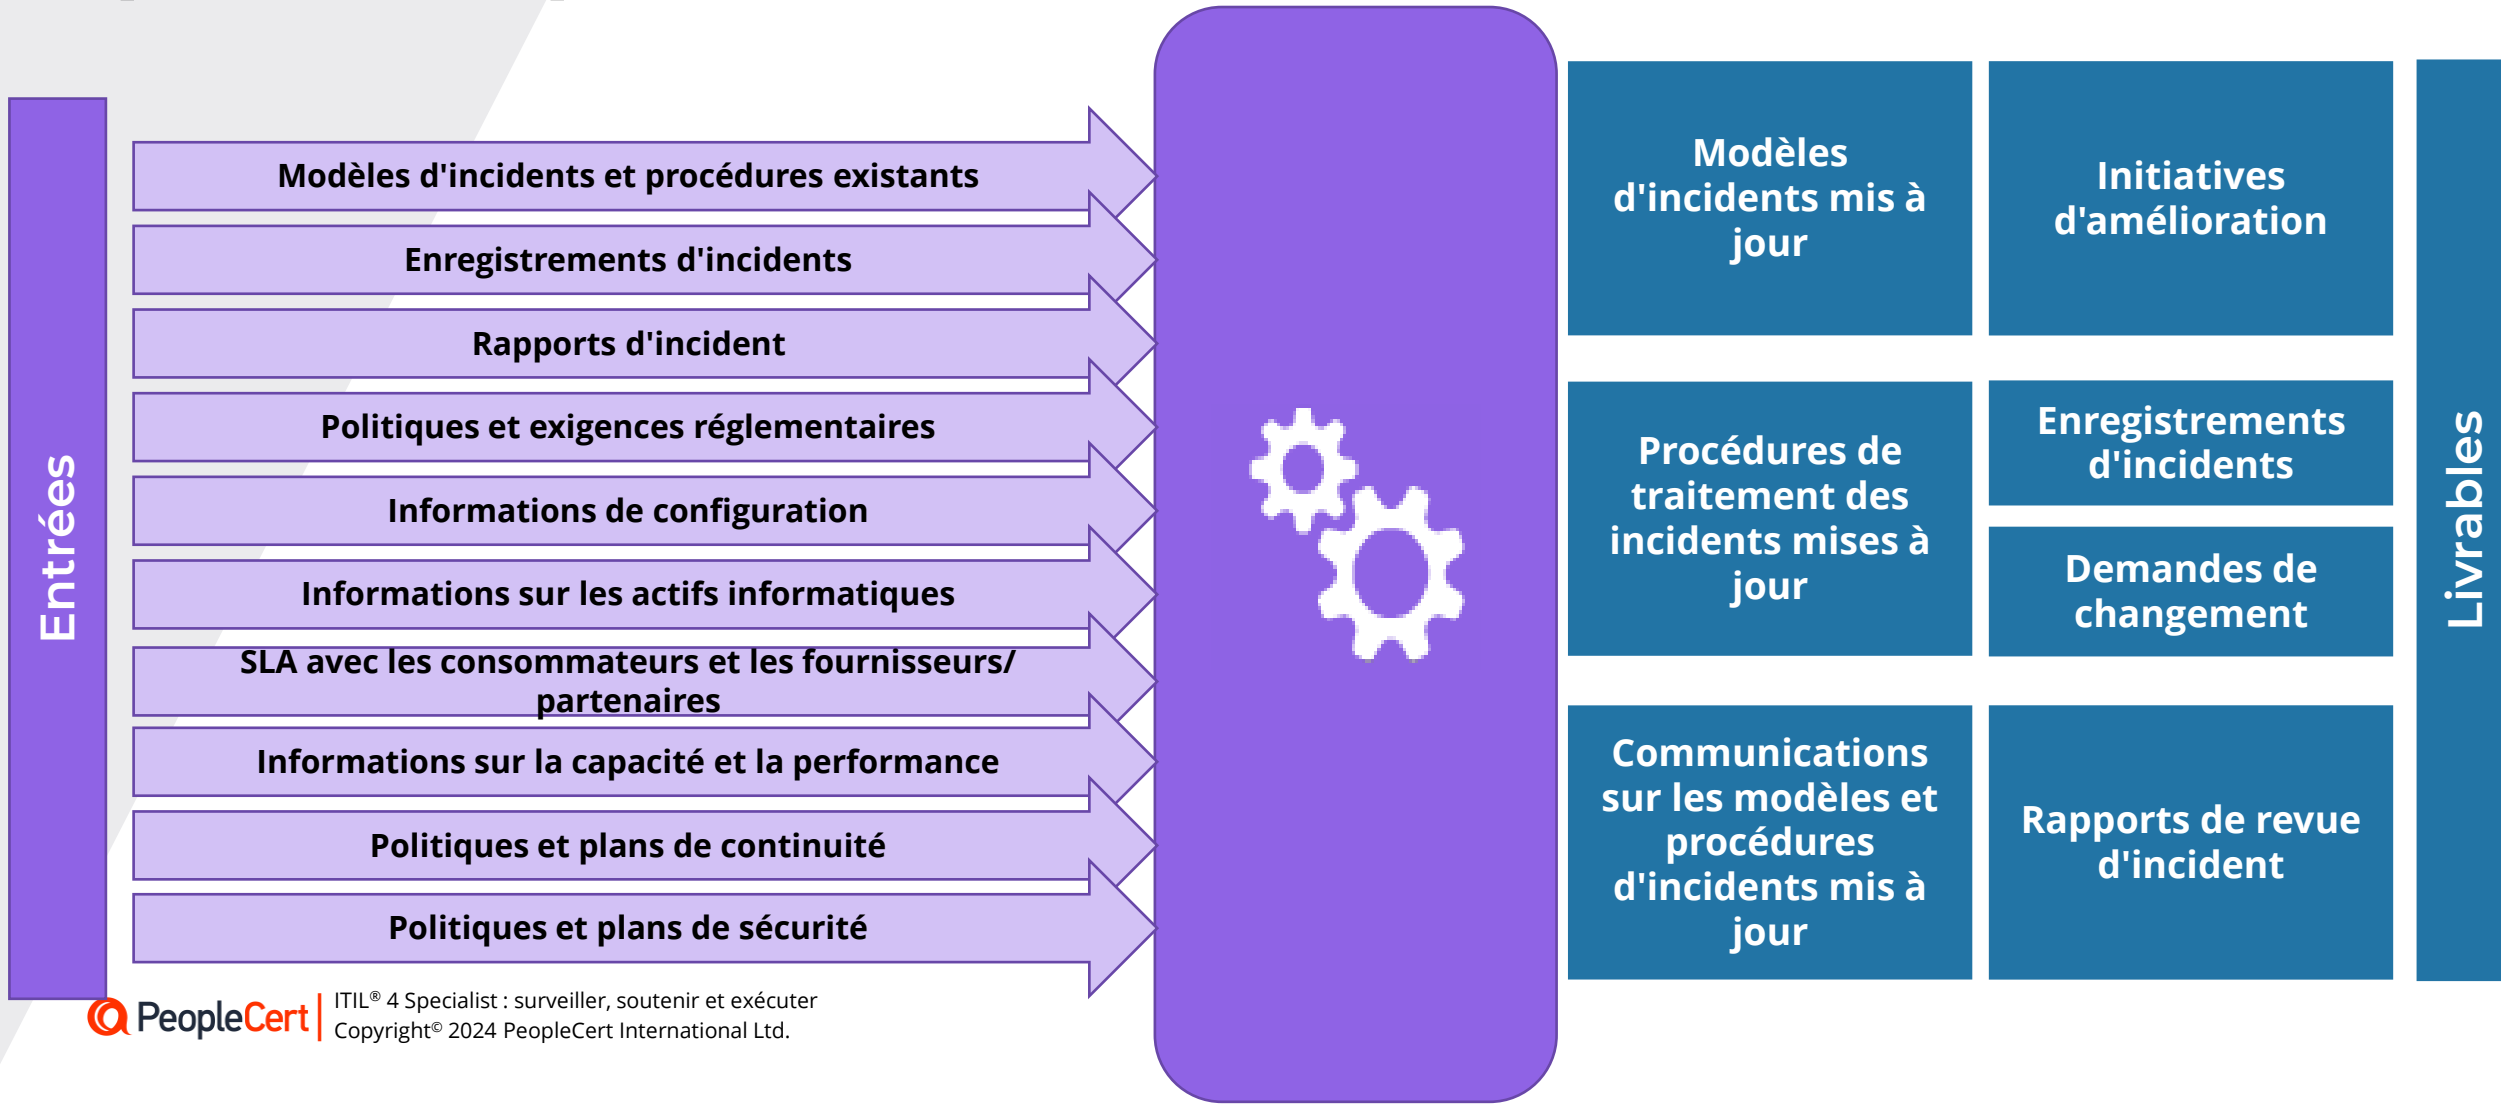 Entrées
Modèles d'incidents et procédures existants
Enregistrements d'incidents
Rapports d'incident
Politiques et exigences réglementaires
Informations de configuration
Informations sur les actifs informatiques
SLA avec les consommateurs et les fournisseurs/
partenaires
Informations sur la capacité et la performance
Politiques et plans de continuité
Politiques et plans de sécurité
Modèles
d'incidents mis à
jour
Initiatives
d'amélioration
Procédures de
traitement des
incidents mises à
jour
Enregistrements
d'incidents
Demandes de
changement
Communications
sur les modèles et
procédures
d'incidents mis à
jour
Rapports de revue
d'incident
Livrables
PeopleCert
ITIL® 4 Specialist : surveiller, soutenir et exécuter
Copyright© 2024 PeopleCert International Ltd.